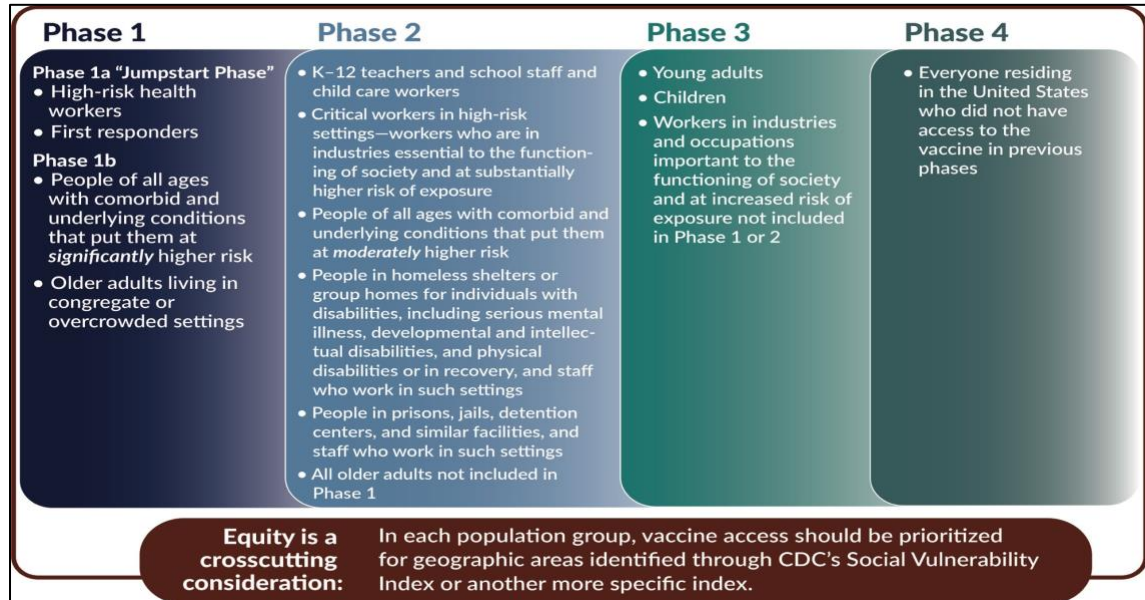 Phase 1
Phase 1a “Jumpstart Phase”
• High-risk health
workers
• First responders
Phase 1b
• People of all ages
with comorbid and
underlying conditions
that put them at
significantly higher risk
• Older adults living in
congregate or
overcrowded settings
Phase 2
• K–12 teachers and school staff and
child care workers
• Critical workers in high-risk
settings—workers who are in
industries essential to the function-
ing of society and at substantially
higher risk of exposure
• People of all ages with comorbid and
underlying conditions that put them
at moderately higher risk
• People in homeless shelters or
group homes for individuals with
disabilities, including serious mental
illness, developmental and intellec-
tual disabilities, and physical
disabilities or in recovery, and staff
who work in such settings
• People in prisons, jails, detention
centers, and similar facilities, and
staff who work in such settings
• All older adults not included in
Phase 1
Phase 3
• Young adults
• Children
• Workers in industries
and occupations
important to the
functioning of society
and at increased risk of
exposure not included
in Phase 1 or 2
Phase 4
• Everyone residing
in the United States
who did not have
access to the
vaccine in previous
phases
Equity is a
crosscutting
consideration:
In each population group, vaccine access should be prioritized
for geographic areas identified through CDC’s Social Vulnerability
Index or another more specific index.